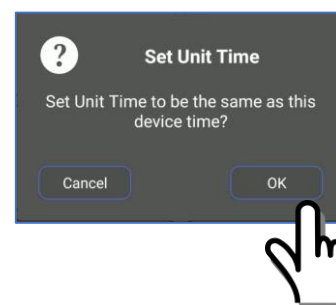 ?
Set Unit Time
Set Unit Time to be the same as this
device time?
Cancel
OK